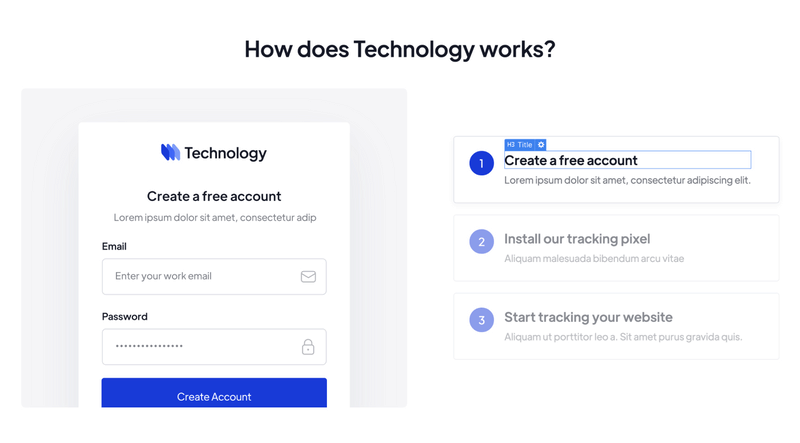 How does Technology works?
Technology
Create a free account
Lorem ipsum dolor sit amet, consectetur adip
Email
Enter your work email
Password
••••••••••••••••
Create Account
H3 Title
1
Create a free account
Lorem ipsum dolor sit amet, consectetur adipiscing elit.
2
Install our tracking pixel
Aliquam malesuada bibendum arcu vitae
3
Start tracking your website
Aliquam ut porttitor leo a. Sit amet purus gravida quis.